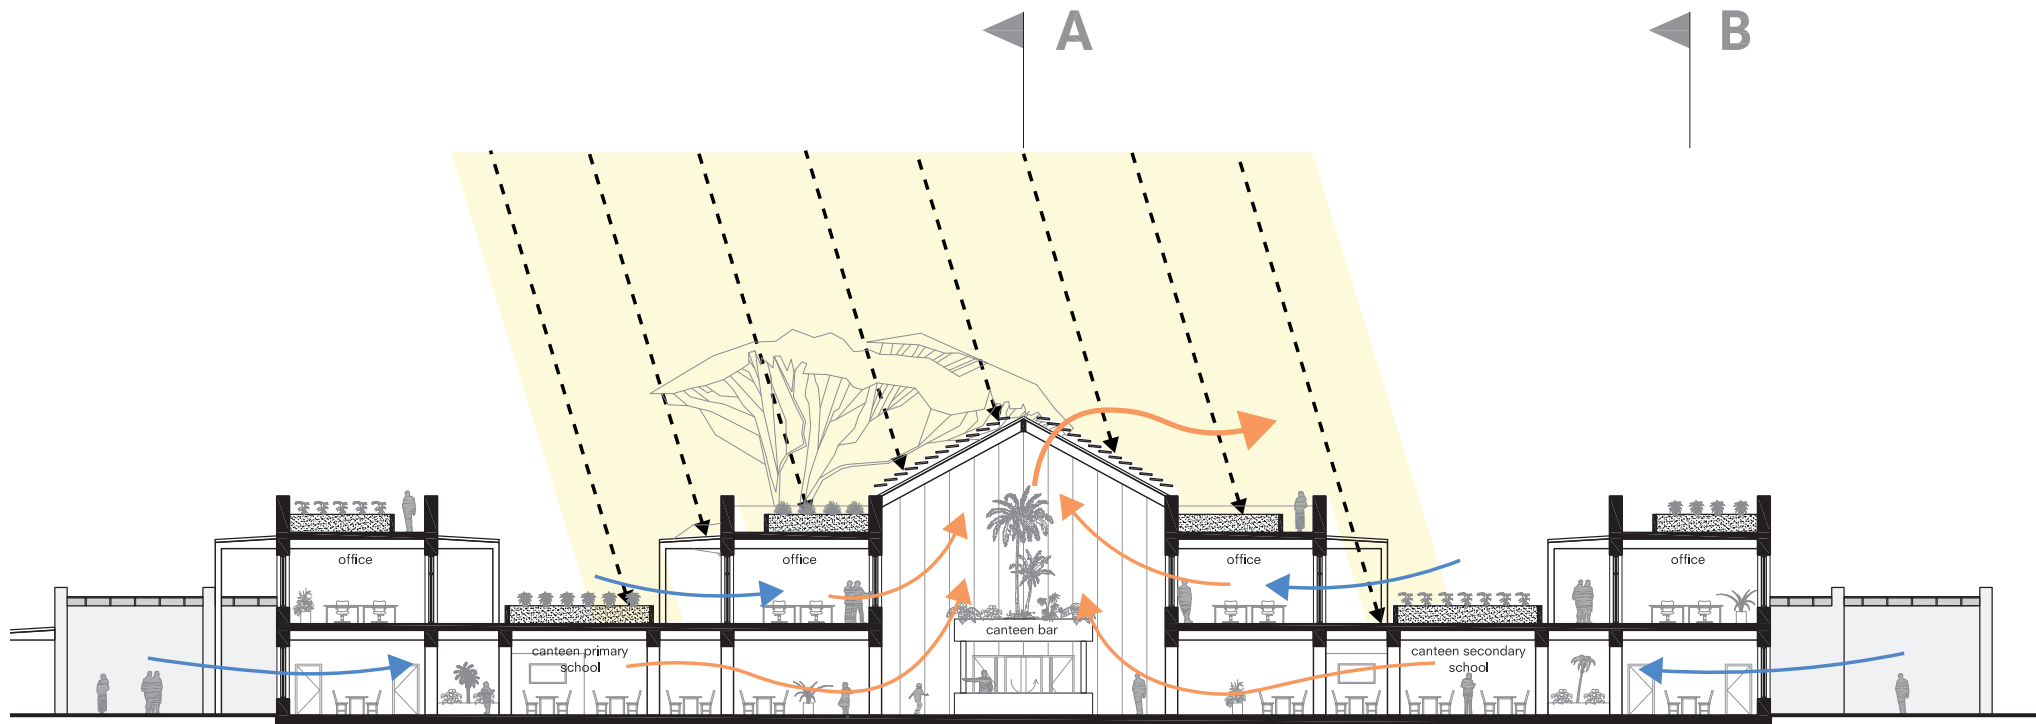 A
B
office
office
office
office
canteen bar
canteen primary
school
canteen secondary
school